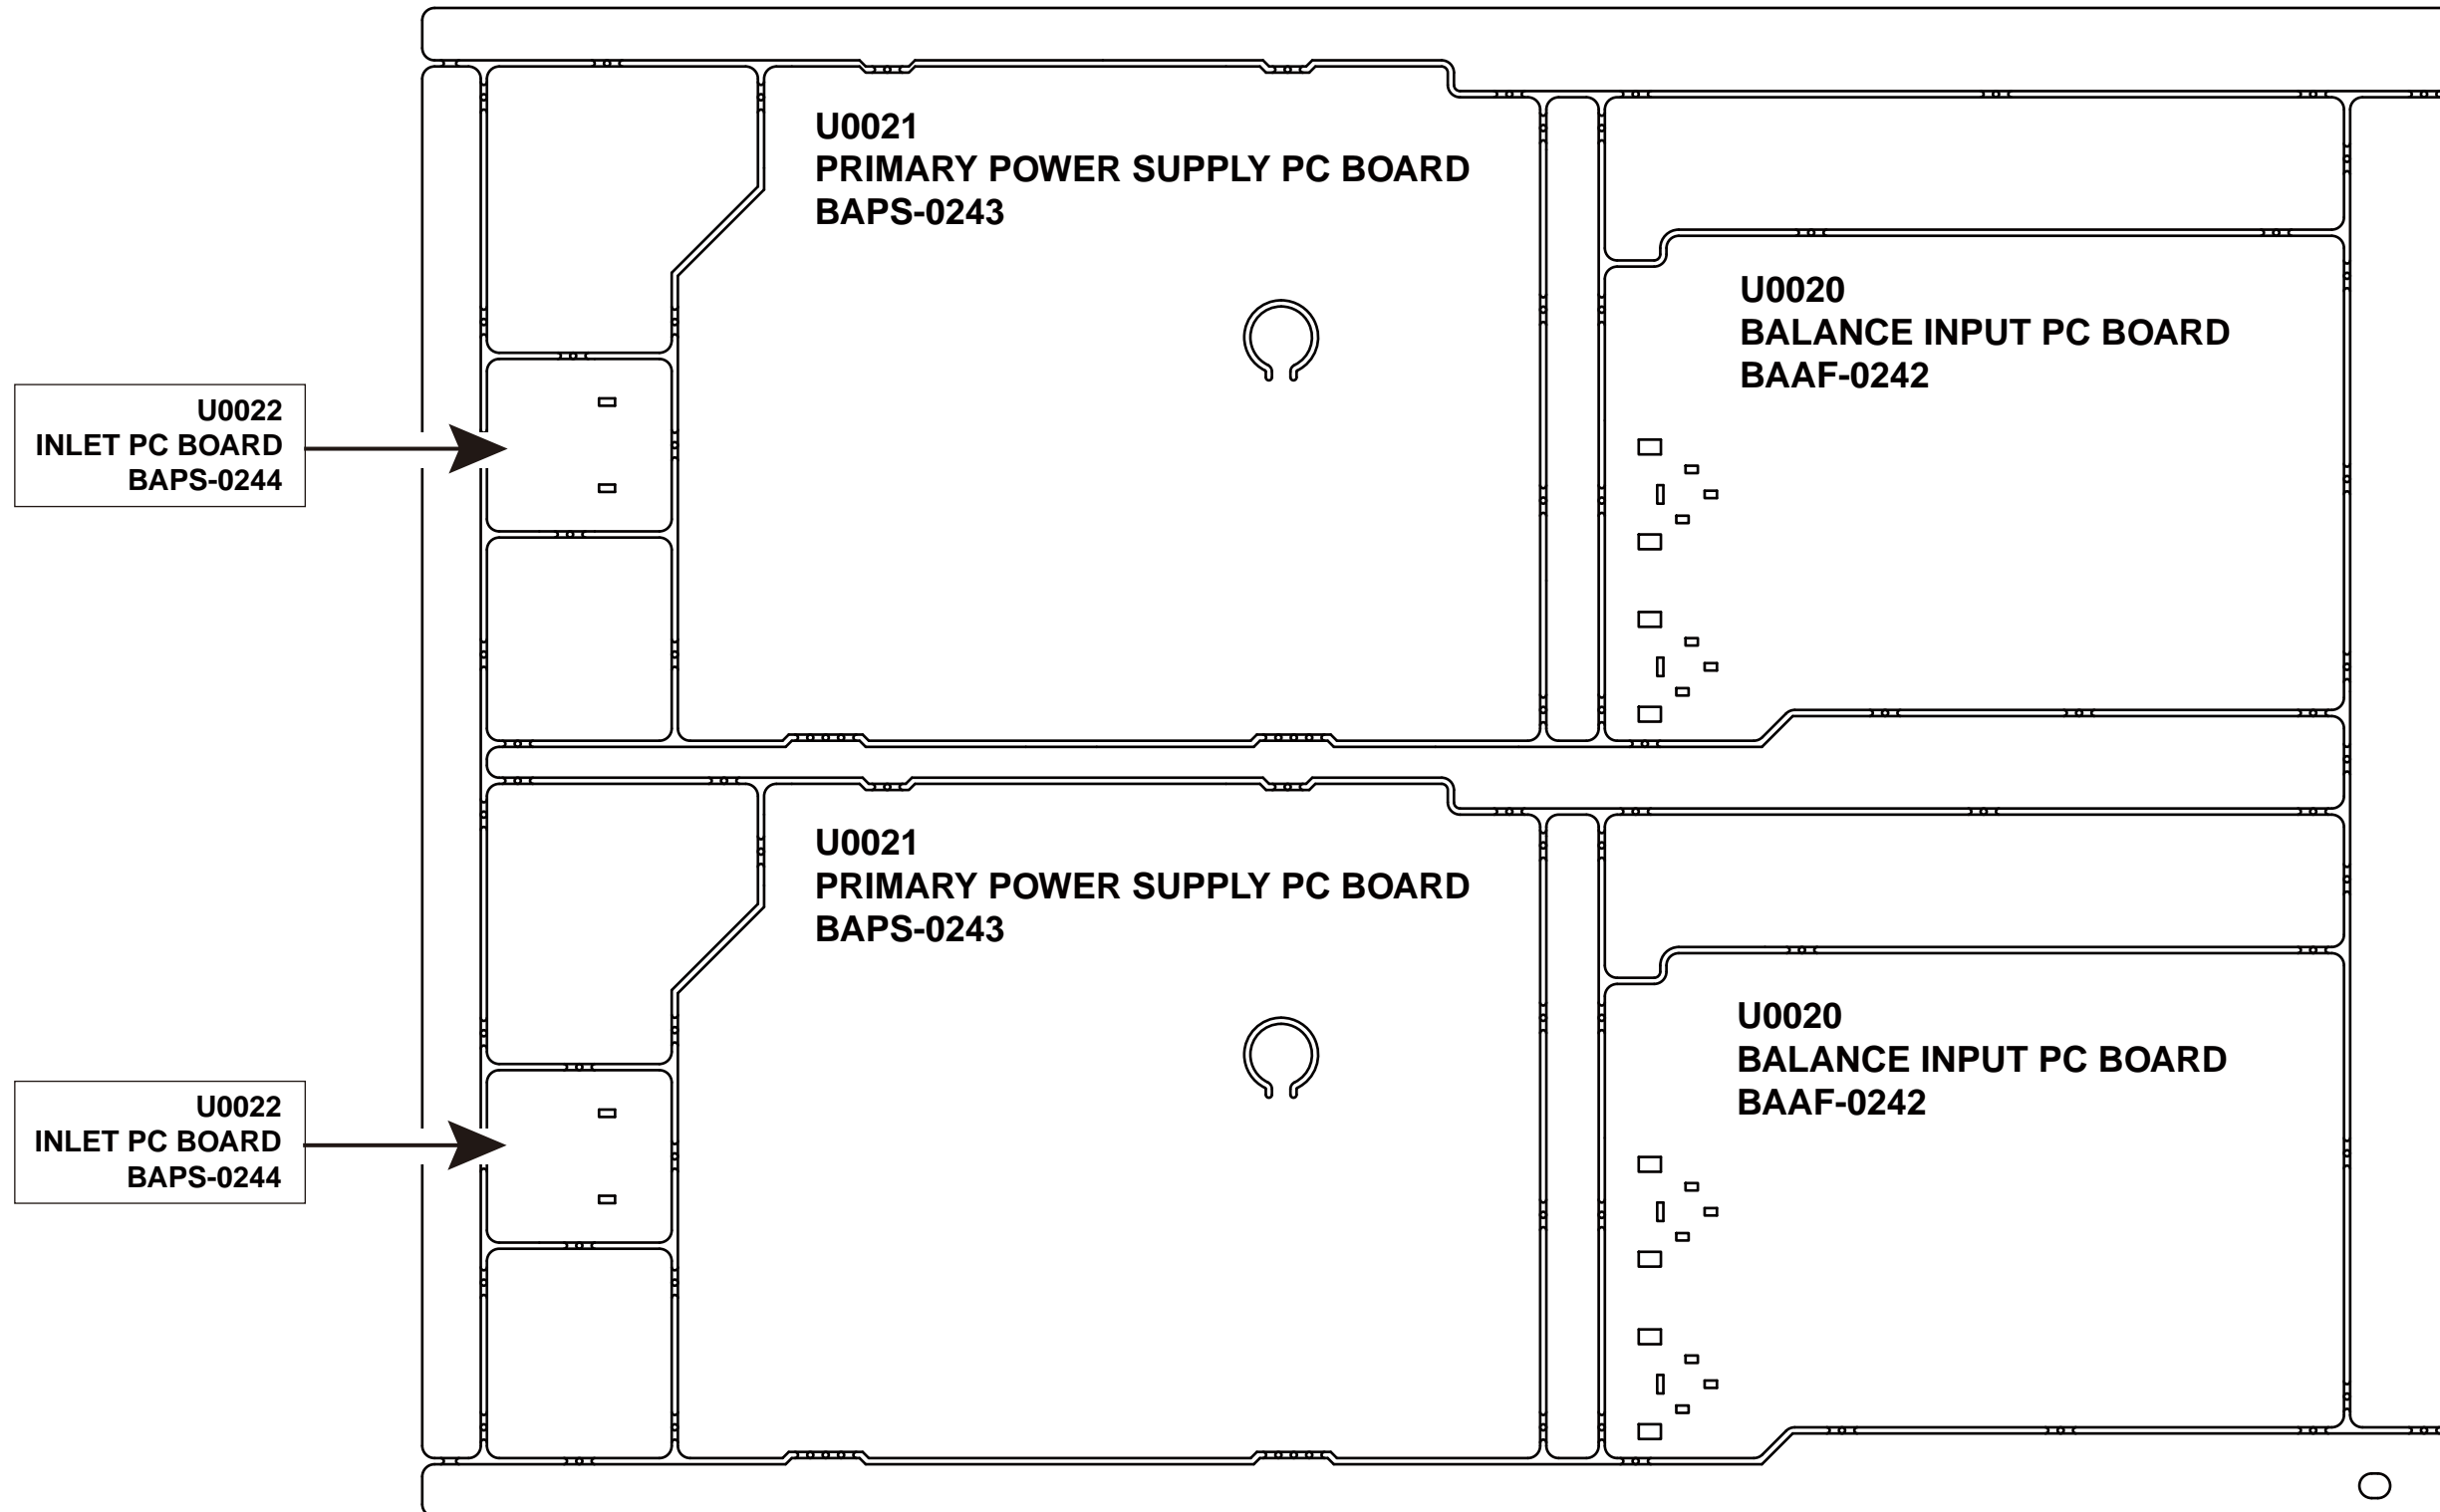 U0021
PRIMARY POWER SUPPLY PC BOARD
BAPS-0243
U0020
BALANCE INPUT PC BOARD
BAAF-0242
U0022
INLET PC BOARD
BAPS-0244
U0021
PRIMARY POWER SUPPLY PC BOARD
BAPS-0243
U0020
BALANCE INPUT PC BOARD
BAAF-0242
U0022
INLET PC BOARD
BAPS-0244